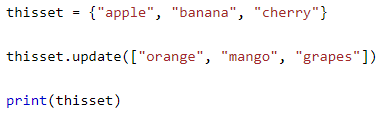 thisset = {"apple", "banana", "cherry"}
thisset.update(["orange", "mango", "grapes"])
print(thisset)